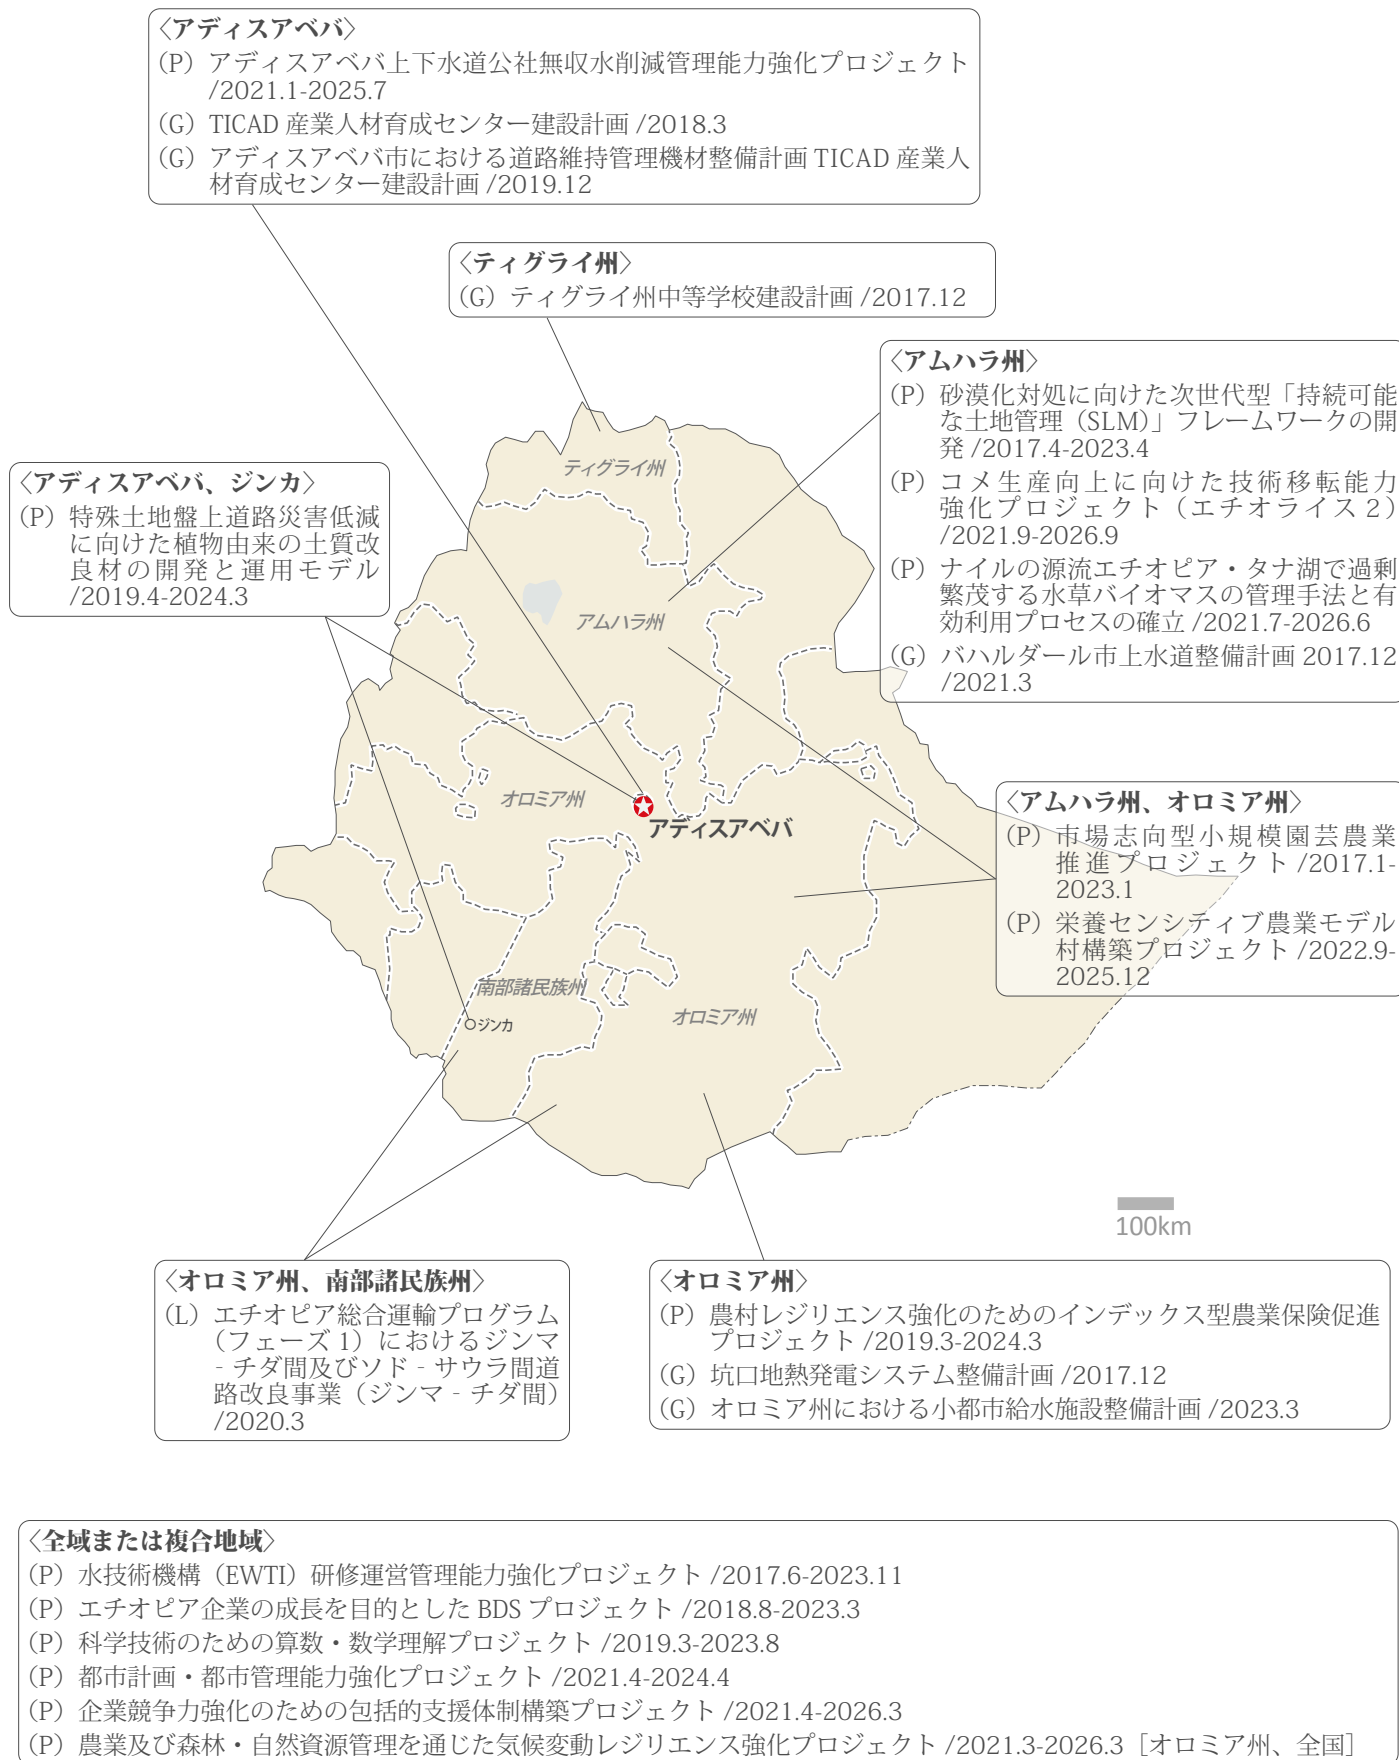 〈アディスアベバ〉
(P) アディスアベバ上下水道公社無収水削減管理能力強化プロジェクト
/2021.1-2025.7
(G) TICAD 産業人材育成センター建設計画 /2018.3
(G) アディスアベバ市における道路維持管理機材整備計画 TICAD 産業人
材育成センター建設計画 /2019.12
〈ティグライ州〉
(G) ティグライ州中等学校建設計画 /2017.12
〈アムハラ州〉
(P) 砂漠化対処に向けた次世代型「持続可能
な土地管理（SLM）」フレームワークの開
発 /2017.4-2023.4
(P) コメ生産向上に向けた技術移転能力
強化プロジェクト（エチオライス 2）
/2021.9-2026.9
(P) ナイルの源流エチオピア・タナ湖で過剰
繁茂する水草バイオマスの管理手法と有
効利用プロセスの確立 /2021.7-2026.6
(G) バハルダール市上水道整備計画 2017.12
/2021.3
〈アディスアベバ、ジンカ〉
(P) 特殊土地盤上道路災害低減
に向けた植物由来の土質改
良材の開発と運用モデル
/2019.4-2024.3
ティグライ州
アムハラ州
オロミア州
アディスアベバ
南部諸民族州
ジンカ
オロミア州
〈アムハラ州、オロミア州〉
(P) 市場志向型小規模園芸農業
推進プロジェクト /2017.1-
2023.1
(P) 栄養センシティブ農業モデル
村構築プロジェクト /2022.9-
2025.12
100km
〈オロミア州、南部諸民族州〉
(L) エチオピア総合運輸プログラム
（フェーズ 1）におけるジンマ
- チダ間及びソド - サウラ間道
路改良事業（ジンマ - チダ間）
/2020.3
〈オロミア州〉
(P) 農村レジリエンス強化のためのインデックス型農業保険促進
プロジェクト /2019.3-2024.3
(G) 坑口地熱発電システム整備計画 /2017.12
(G) オロミア州における小都市給水施設整備計画 /2023.3
〈全域または複合地域〉
(P) 水技術機構（EWTI）研修運営管理能力強化プロジェクト /2017.6-2023.11
(P) エチオピア企業の成長を目的とした BDS プロジェクト /2018.8-2023.3
(P) 科学技術のための算数・数学理解プロジェクト /2019.3-2023.8
(P) 都市計画・都市管理能力強化プロジェクト /2021.4-2024.4
(P) 企業競争力強化のための包括的支援体制構築プロジェクト /2021.4-2026.3
(P) 農業及び森林・自然資源管理を通じた気候変動レジリエンス強化プロジェクト /2021.3-2026.3［オロミア州、全国］